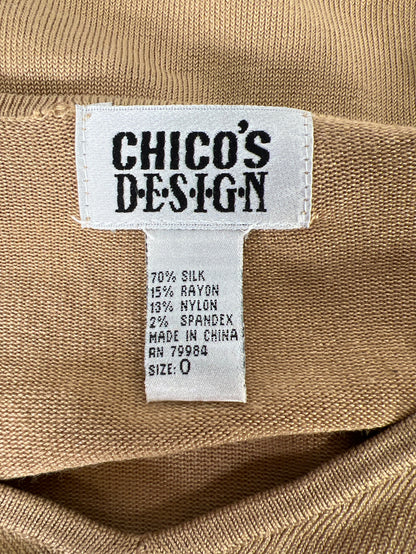 CHICO'S
D·E·S·I·G·N
70% SILK
15% RAYON
13% NYLON
2% SPANDEX
MADE IN CHINA
RN 79984
SIZE: 0